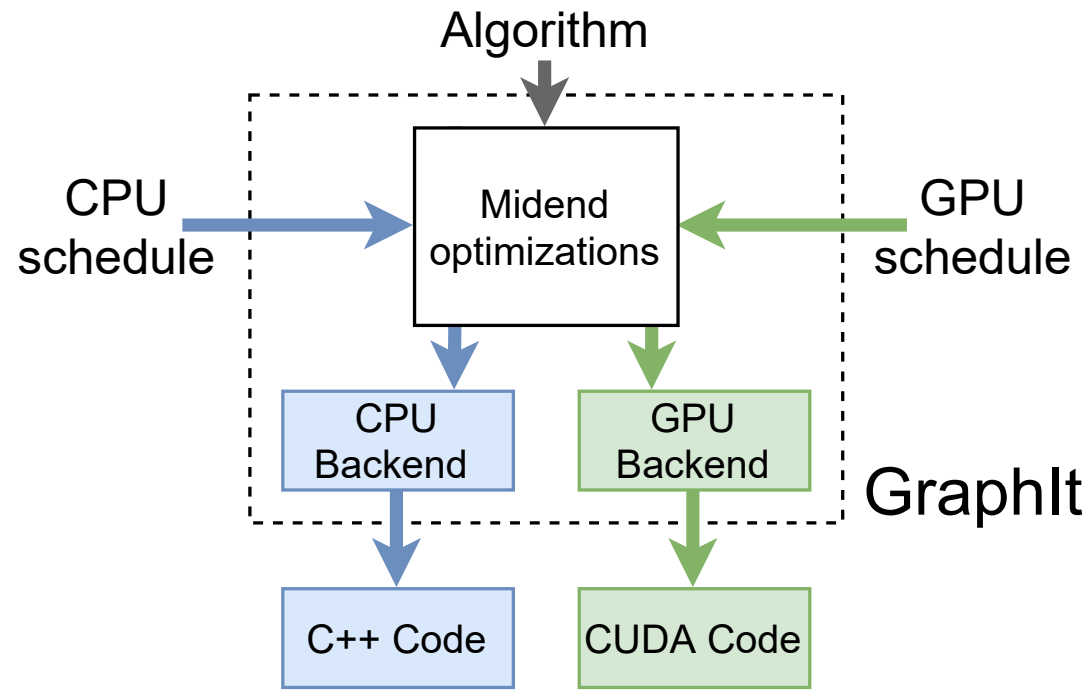 Algorithm
CPU
schedule
Midend
optimizations
GPU
schedule
CPU
Backend
GPU
Backend
GraphIt
C++ Code
CUDA Code